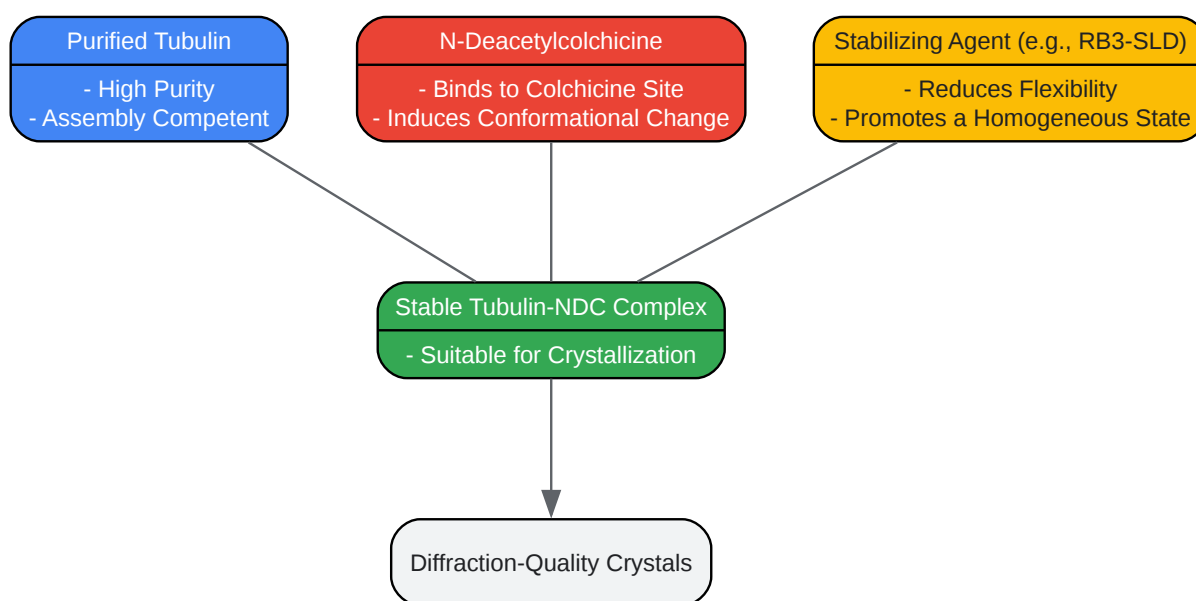 Purified Tubulin
- High Purity
- Assembly Competent
N-Deacetylcolchicine
- Binds to Colchicine Site
- Induces Conformational Change
Stabilizing Agent (e.g., RB3-SLD)
- Reduces Flexibility
- Promotes a Homogeneous State
Stable Tubulin-NDC Complex
- Suitable for Crystallization
Diffraction-Quality Crystals